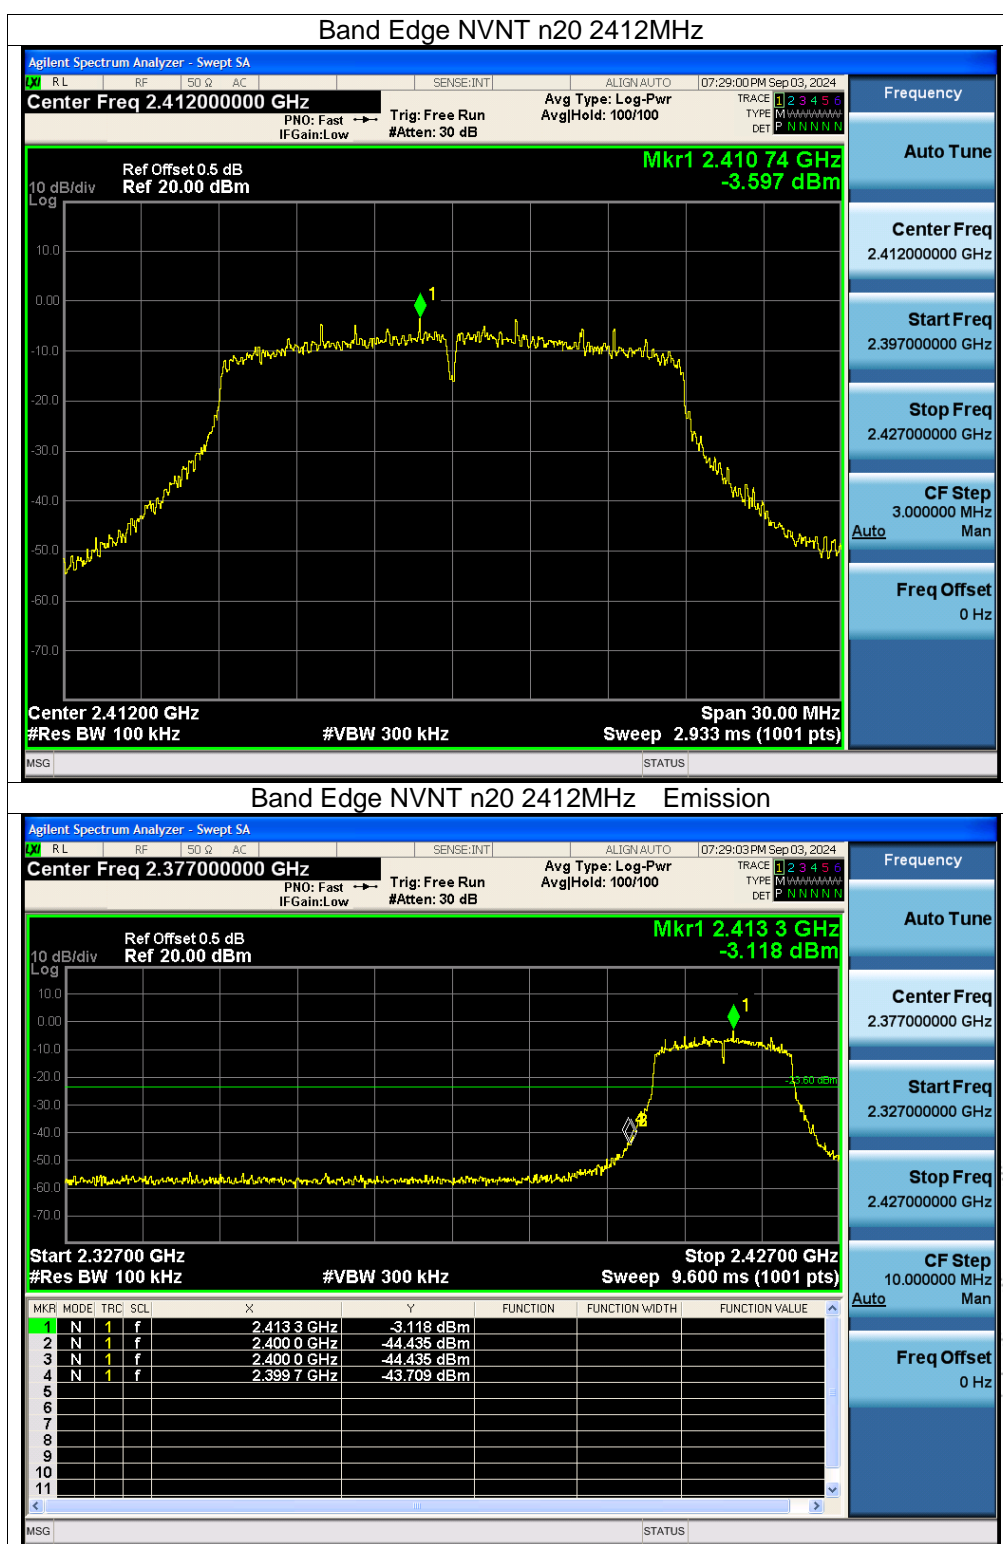 Band Edge NVNT n20 2412MHz
Agilent Spectrum Analyzer - Swept SA
LXI RL RF 50 Ω AC SENSE:INT ALIGN AUTO 07:29:00 PM Sep 03, 2024
Center Freq 2.412000000 GHz
PNO: Fast Trig: Free Run Avg Type: Log-Pwr TRACE 1 2 3 4 5 6
IFGain:Low #Atten: 30 dB Avg|Hold: 100/100 TYPE M
DET P N N N N N
Mkr1 2.410 74 GHz
-3.597 dBm
Ref Offset 0.5 dB
10 dB/div Ref 20.00 dBm
Log
10.0
0.00
-10.0
-20.0
-30.0
-40.0
-50.0
-60.0
-70.0
1
Center 2.41200 GHz Span 30.00 MHz
#Res BW 100 kHz #VBW 300 kHz Sweep 2.933 ms (1001 pts)
MSG STATUS
Frequency
Auto Tune
Center Freq
2.412000000 GHz
Start Freq
2.397000000 GHz
Stop Freq
2.427000000 GHz
CF Step
3.000000 MHz
Auto Man
Freq Offset
0 Hz
Band Edge NVNT n20 2412MHz Emission
Agilent Spectrum Analyzer - Swept SA
LXI RL RF 50 Ω AC SENSE:INT ALIGN AUTO 07:29:03 PM Sep 03, 2024
Center Freq 2.377000000 GHz
PNO: Fast Trig: Free Run Avg Type: Log-Pwr TRACE 1 2 3 4 5 6
IFGain:Low #Atten: 30 dB Avg|Hold: 100/100 TYPE M
DET P N N N N N
Mkr1 2.413 3 GHz
-3.118 dBm
Ref Offset 0.5 dB
10 dB/div Ref 20.00 dBm
Log
10.0
0.00
-10.0
-20.0
-30.0
-40.0
-50.0
-60.0
-70.0
1
-23.60 dBm
Start 2.32700 GHz Stop 2.42700 GHz
#Res BW 100 kHz #VBW 300 kHz Sweep 9.600 ms (1001 pts)
MKR MODE TRC SCL X Y FUNCTION FUNCTION WIDTH FUNCTION VALUE
1 N 1 f 2.413 3 GHz -3.118 dBm
2 N 1 f 2.400 0 GHz -44.435 dBm
3 N 1 f 2.400 0 GHz -44.435 dBm
4 N 1 f 2.399 7 GHz -43.709 dBm
5
6
7
8
9
10
11
MSG STATUS
Frequency
Auto Tune
Center Freq
2.377000000 GHz
Start Freq
2.327000000 GHz
Stop Freq
2.427000000 GHz
CF Step
10.000000 MHz
Auto Man
Freq Offset
0 Hz